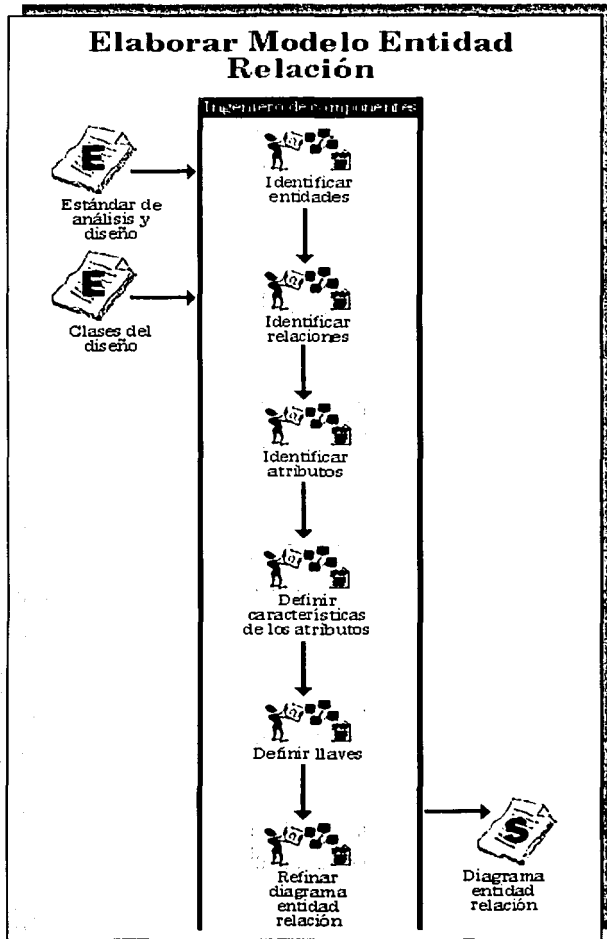 Elaborar Modelo Entidad
Relación
Ingeniero de componentes
E
Estándar de
análisis y
diseño
Identificar
entidades
E
Clases del
diseño
Identificar
relaciones
Identificar
atributos
Definir
características
de los atributos
Definir llaves
Refinar
diagrama
entidad
relación
S
Diagrama
entidad
relación